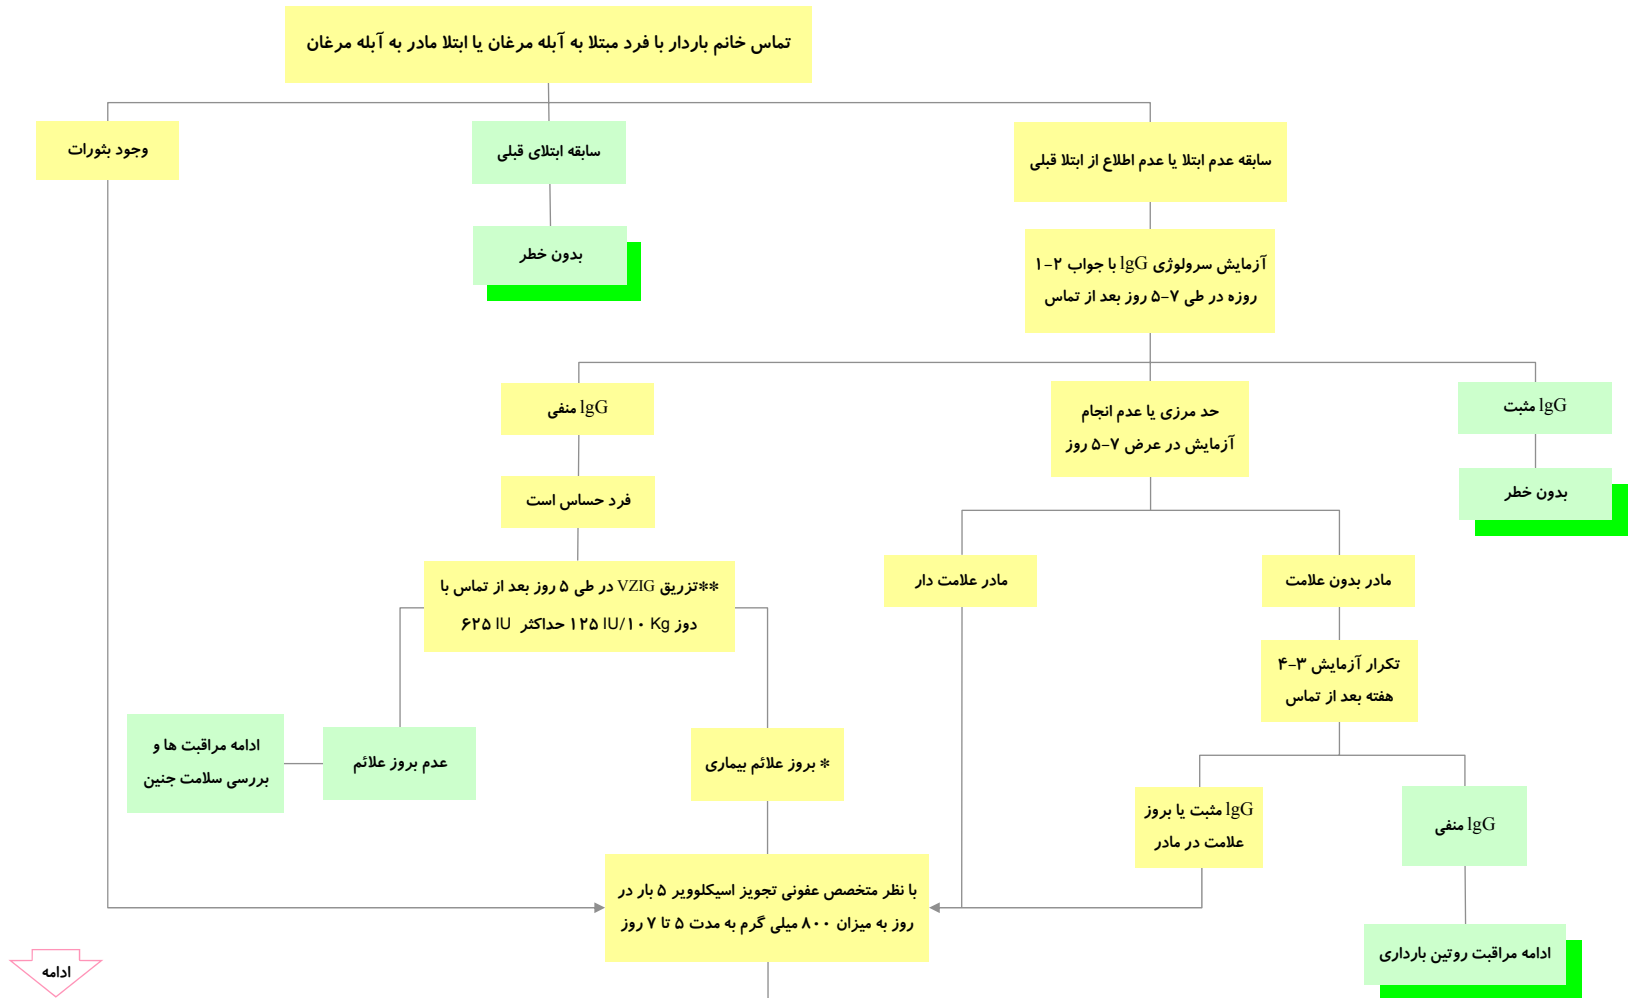 تماس خانم باردار با فرد مبتلا به آبله مرغان یا ابتلا مادر به آبله مرغان
سابقه عدم ابتلا یا عدم اطلاع از ابتلا قبلی
سابقه ابتلای قبلی
وجود بثورات
بدون خطر
آزمایش سرولوژی IgG با جواب ۲-۱
روزه در طی ۷-۵ روز بعد از تماس
IgG مثبت
حد مرزی یا عدم انجام
آزمایش در عرض ۷-۵ روز
IgG منفی
بدون خطر
فرد حساس است
مادر بدون علامت
مادر علامت دار
**تزریق VZIG در طی ۵ روز بعد از تماس با
دوز ۱۲۵ IU/۱۰ Kg حداکثر ۶۲۵ IU
تکرار آزمایش ۳-۴
هفته بعد از تماس
* بروز علائم بیماری
عدم بروز علائم
ادامه مراقبت ها و
بررسی سلامت جنین
IgG منفی
IgG مثبت یا بروز
علامت در مادر
با نظر متخصص عفونی تجویز اسیکلوویر ۵ بار در
روز به میزان ۸۰۰ میلی گرم به مدت ۵ تا ۷ روز
ادامه مراقبت روتین بارداری
ادامه